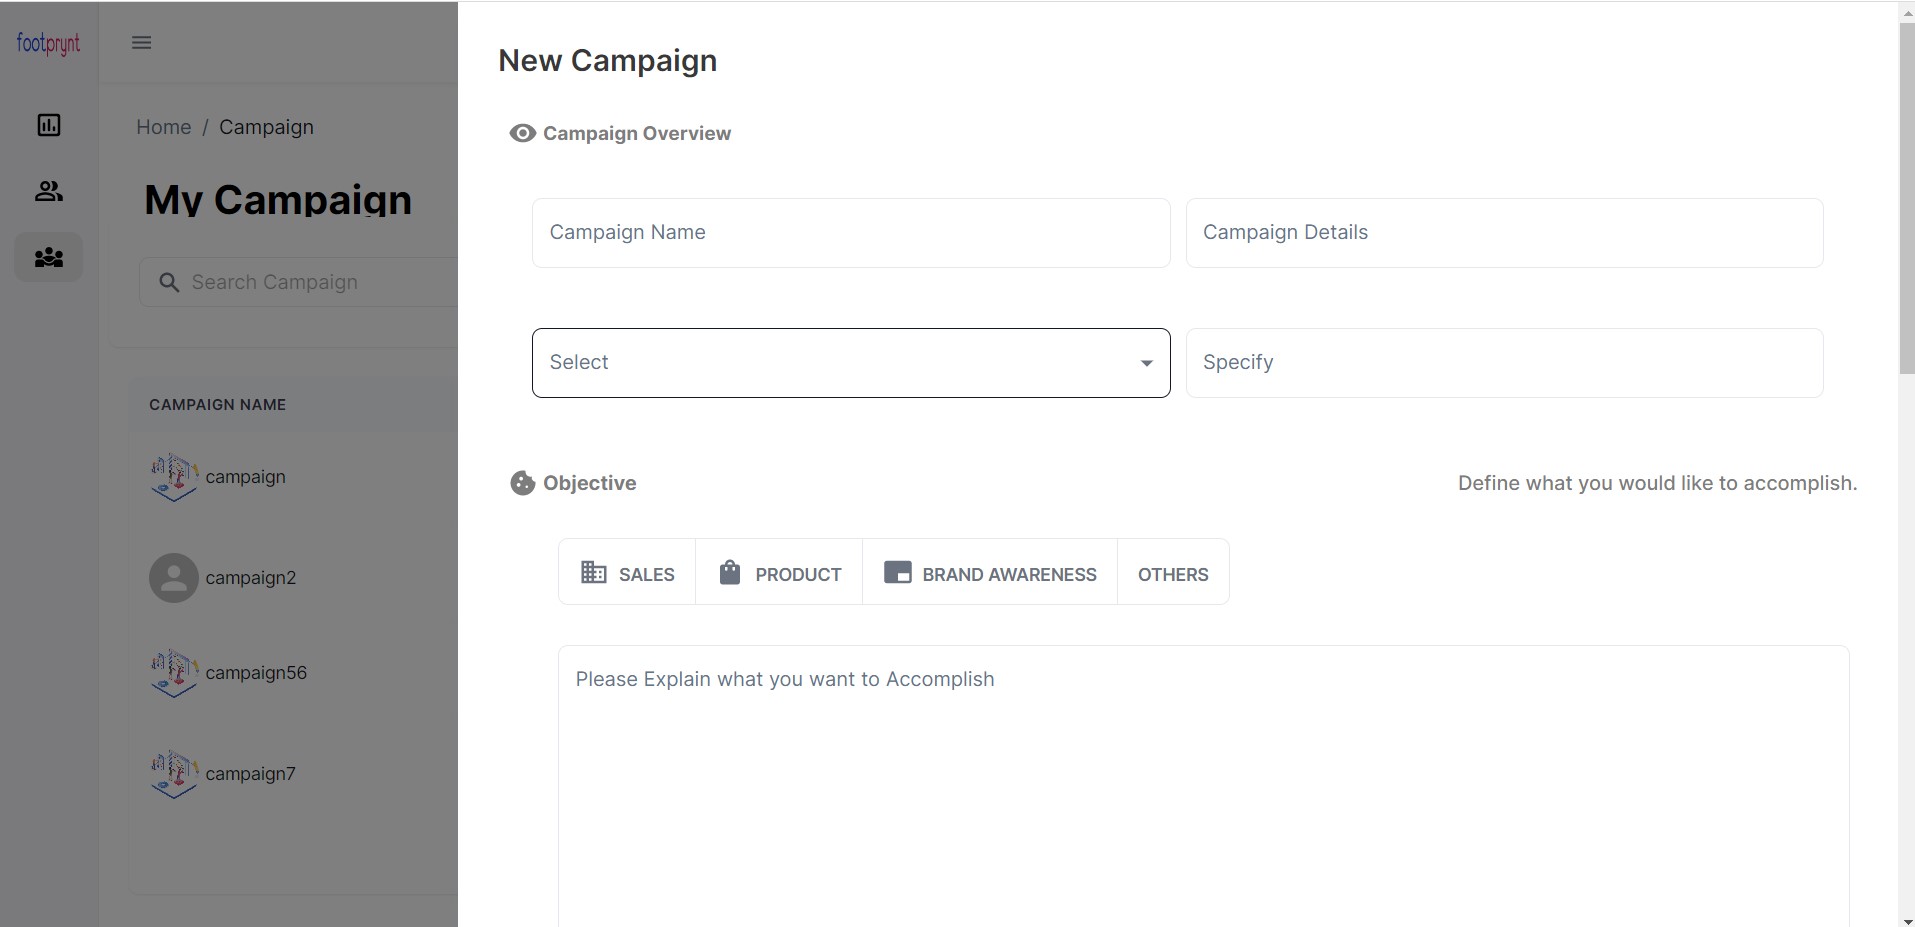 footprynt
Home / Campaign
My Campaign
Search Campaign
CAMPAIGN NAME
campaign
campaign2
campaign56
campaign7
New Campaign
Campaign Overview
Campaign Name
Campaign Details
Select
Specify
Objective
Define what you would like to accomplish.
SALES
PRODUCT
BRAND AWARENESS
OTHERS
Please Explain what you want to Accomplish